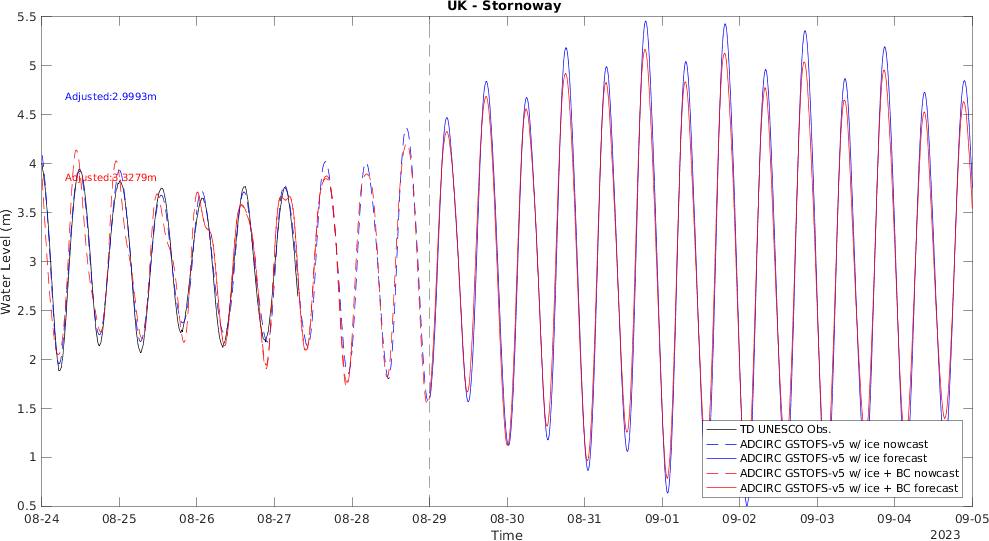 UK - Stornoway
5.5
5
4.5
4
3.5
3
2.5
2
1.5
1
0.5
Water Level (m)
Adjusted:2.9993m
Adjusted:3.3279m
TD UNESCO Obs.
ADCIRC GSTOFS-v5 w/ ice nowcast
ADCIRC GSTOFS-v5 w/ ice forecast
ADCIRC GSTOFS-v5 w/ ice + BC nowcast
ADCIRC GSTOFS-v5 w/ ice + BC forecast
08-24 08-25 08-26 08-27 08-28 08-29 08-30 08-31 09-01 09-02 09-03 09-04 09-05
Time
2023